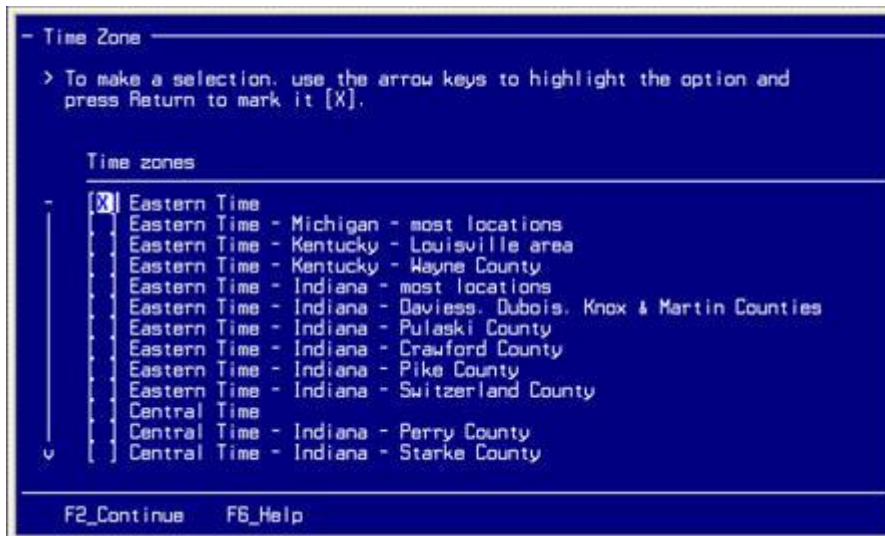 - Time Zone
> To make a selection, use the arrow keys to highlight the option and
press Return to mark it [X].
Time zones
[X] Eastern Time
[ ] Eastern Time - Michigan - most locations
[ ] Eastern Time - Kentucky - Louisville area
[ ] Eastern Time - Kentucky - Wayne County
[ ] Eastern Time - Indiana - most locations
[ ] Eastern Time - Indiana - Daviess, Dubois, Knox & Martin Counties
[ ] Eastern Time - Indiana - Pulaski County
[ ] Eastern Time - Indiana - Crawford County
[ ] Eastern Time - Indiana - Pike County
[ ] Eastern Time - Indiana - Switzerland County
[ ] Central Time
[ ] Central Time - Indiana - Perry County
v [ ] Central Time - Indiana - Starke County
F2_Continue F6_Help